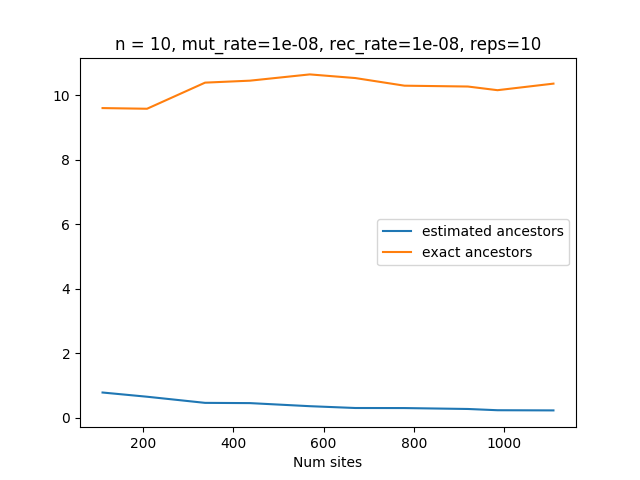 n = 10, mut_rate=1e-08, rec_rate=1e-08, reps=10
10
8
6
4
2
0
estimated ancestors
exact ancestors
200
400
600
800
1000
Num sites